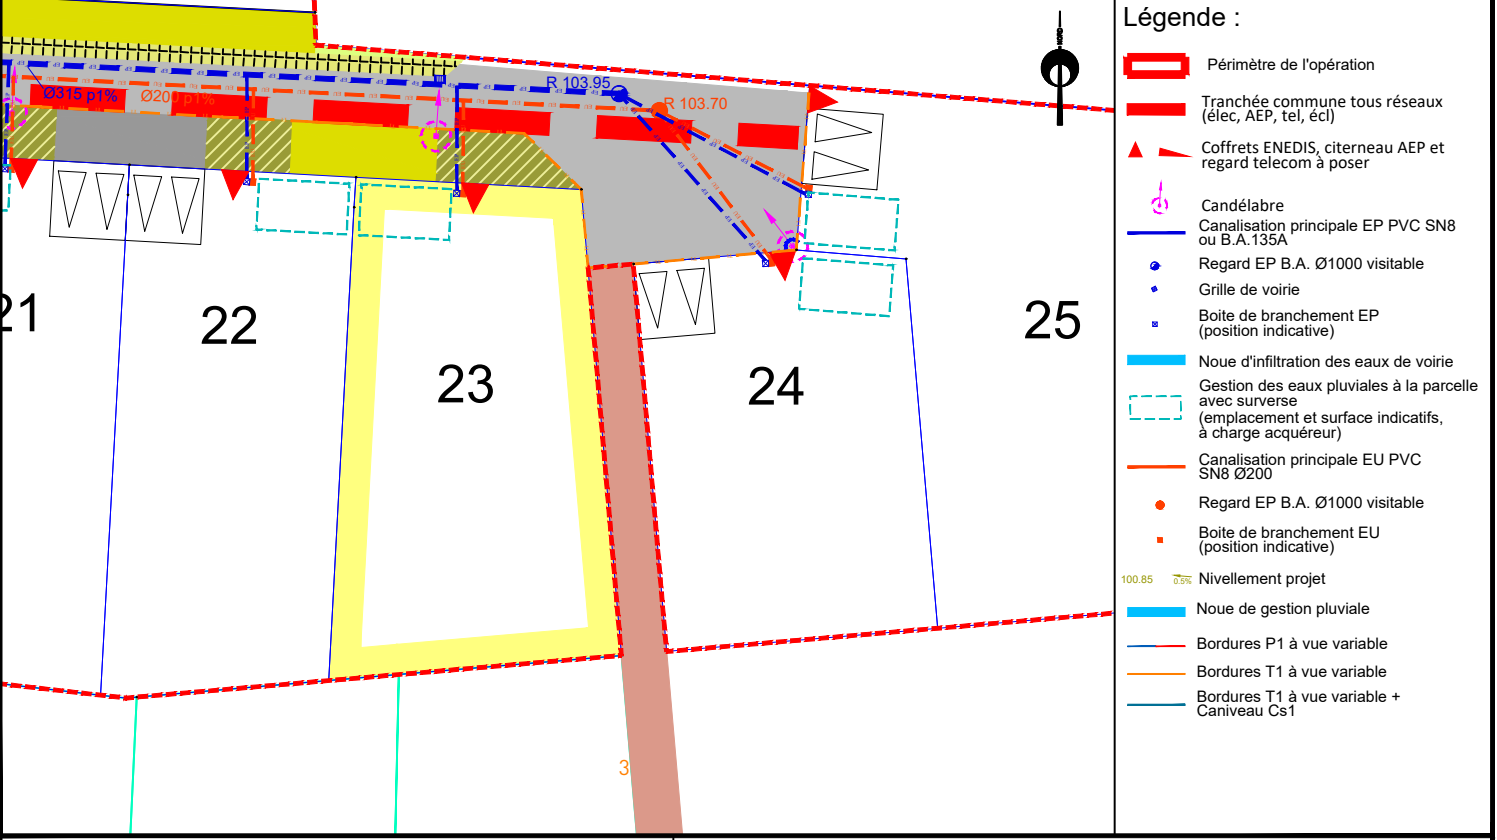 R 103.95
R 103.70
Ø315 p1%
Ø200 p1%
21
22
23
24
25
3
NORD
Légende :
Périmètre de l'opération
Tranchée commune tous réseaux
(élec, AEP, tel, écl)
Coffrets ENEDIS, citerneau AEP et
regard telecom à poser
Candélabre
Canalisation principale EP PVC SN8
ou B.A.135A
Regard EP B.A. Ø1000 visitable
Grille de voirie
Boite de branchement EP
(position indicative)
Noue d'infiltration des eaux de voirie
Gestion des eaux pluviales à la parcelle
avec surverse
(emplacement et surface indicatifs,
à charge acquéreur)
Canalisation principale EU PVC
SN8 Ø200
Regard EP B.A. Ø1000 visitable
Boite de branchement EU
(position indicative)
100.85 0.5% Nivellement projet
Noue de gestion pluviale
Bordures P1 à vue variable
Bordures T1 à vue variable
Bordures T1 à vue variable +
Caniveau Cs1